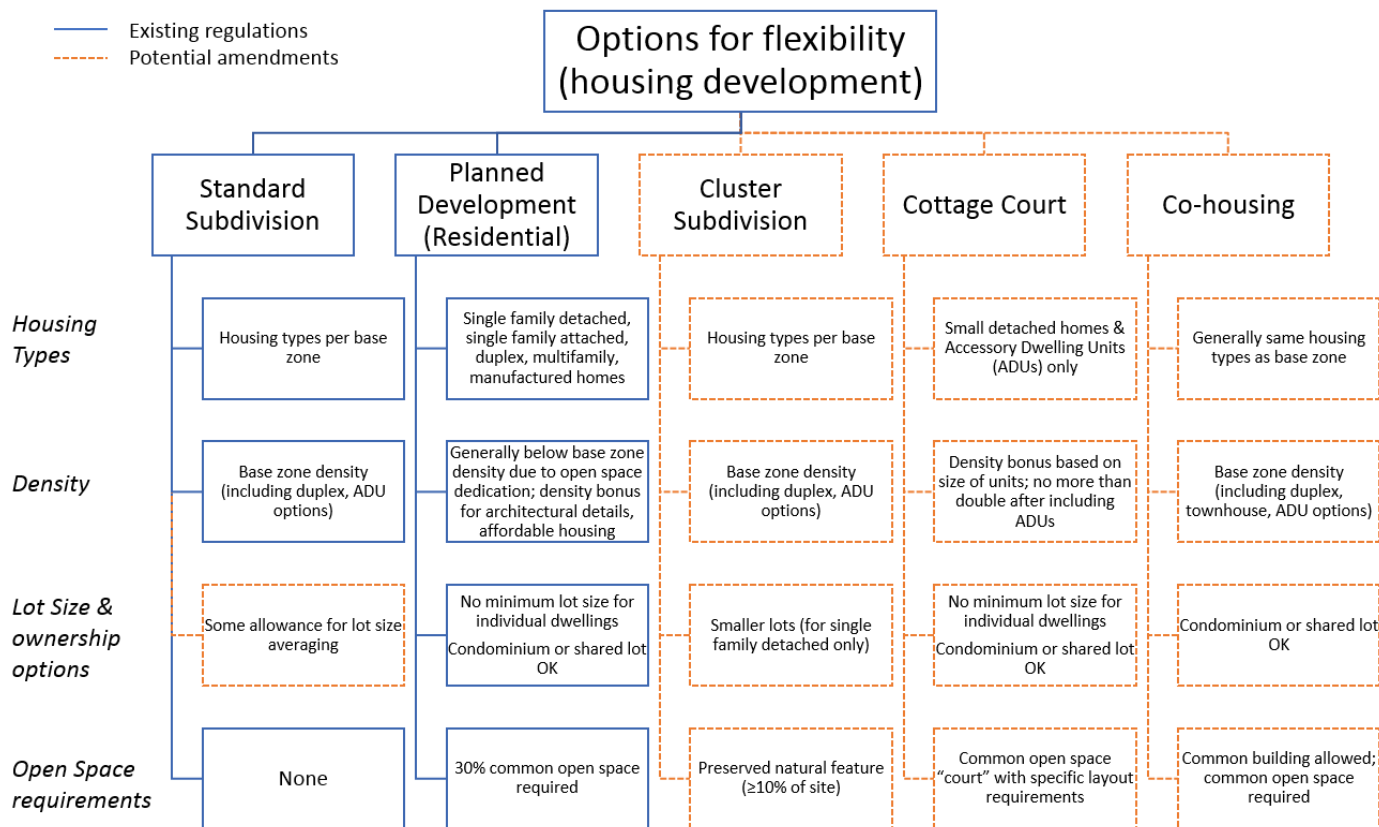 Existing regulations
Potential amendments
Options for flexibility
(housing development)
Standard
Subdivision
Planned
Development
(Residential)
Cluster
Subdivision
Cottage Court
Co-housing
Housing
Types
Housing types per base
zone
Single family detached,
single family attached,
duplex, multifamily,
manufactured homes
Housing types per base
zone
Small detached homes &
Accessory Dwelling Units
(ADUs) only
Generally same housing
types as base zone
Density
Base zone density
(including duplex, ADU
options)
Generally below base zone
density due to open space
dedication; density bonus
for architectural details,
affordable housing
Base zone density
(including duplex, ADU
options)
Density bonus based on
size of units; no more than
double after including
ADUs
Base zone density
(including duplex,
townhouse, ADU options)
Lot Size &
ownership
options
Some allowance for lot size
averaging
No minimum lot size for
individual dwellings
Condominium or shared lot
OK
Smaller lots (for single
family detached only)
No minimum lot size for
individual dwellings
Condominium or shared lot
OK
Condominium or shared lot
OK
Open Space
requirements
None
30% common open space
required
Preserved natural feature
(≥10% of site)
Common open space
“court” with specific layout
requirements
Common building allowed;
common open space
required